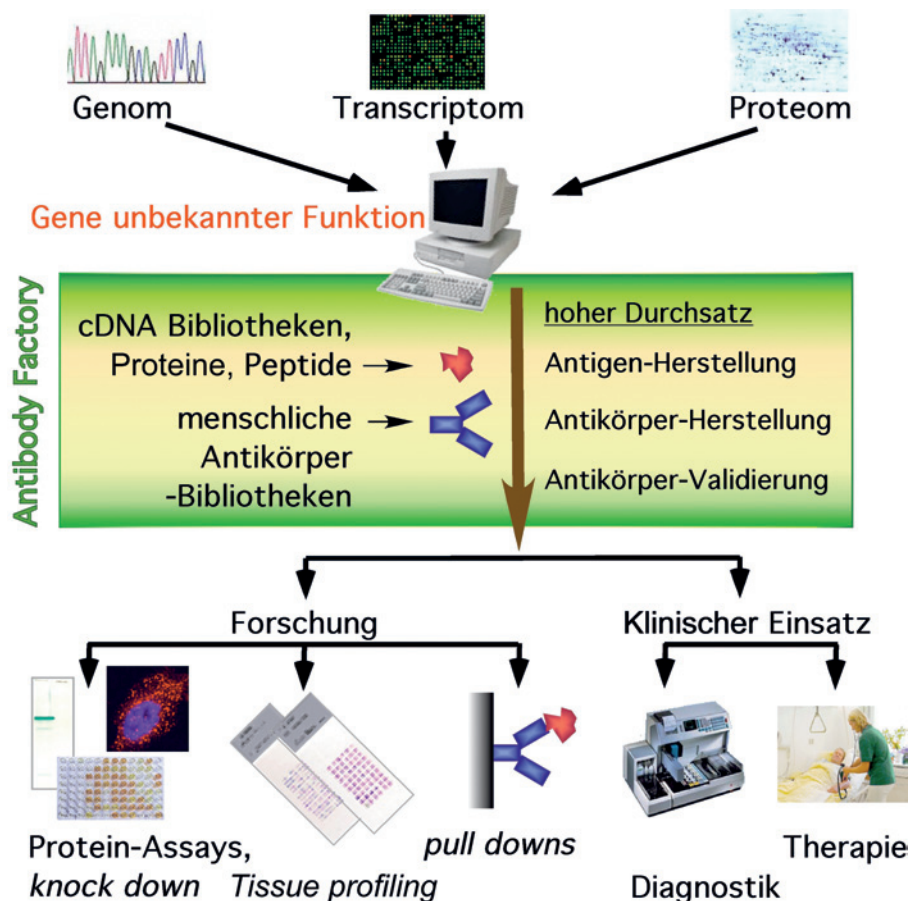 Genom
Transcriptom
Proteom
Gene unbekannter Funktion
Antibody Factory
cDNA Bibliotheken,
Proteine, Peptide
menschliche
Antikörper
-Bibliotheken
hoher Durchsatz
Antigen-Herstellung
Antikörper-Herstellung
Antikörper-Validierung
Forschung
Klinischer Einsatz
Protein-Assays,
knock down
Tissue profiling
pull downs
Diagnostik
Therapie